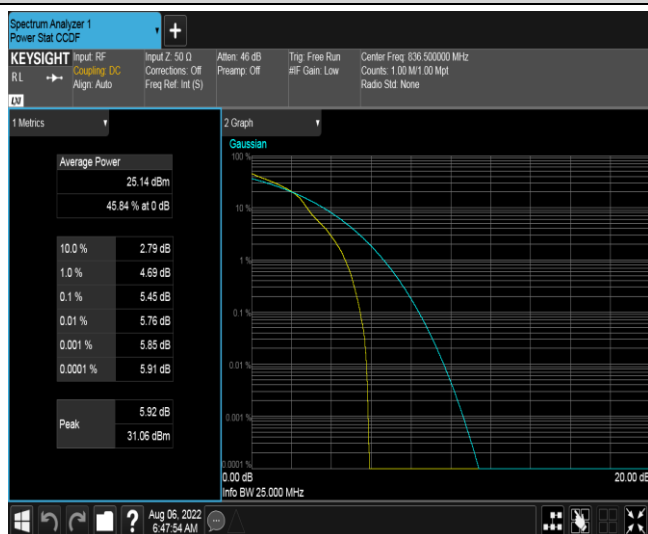 Spectrum Analyzer 1
Power Stat CCDF
KEYSIGHT
RL
LXI
Input: RF
Coupling: DC
Align: Auto
Input Z: 50 Ω
Corrections: Off
Freq Ref: Int (S)
Atten: 46 dB
Preamp: Off
Trig: Free Run
#IF Gain: Low
Center Freq: 836.500000 MHz
Counts: 1.00 M/1.00 Mpt
Radio Std: None
1 Metrics
Average Power
25.14 dBm
45.84 % at 0 dB
10.0 % 2.79 dB
1.0 % 4.69 dB
0.1 % 5.45 dB
0.01 % 5.76 dB
0.001 % 5.85 dB
0.0001 % 5.91 dB
Peak
5.92 dB
31.06 dBm
2 Graph
Gaussian
100 %
10 %
1 %
0.1 %
0.01 %
0.001 %
0.0001 %
0.00 dB
20.00 dB
Info BW 25.000 MHz
?
Aug 06, 2022
6:47:54 AM